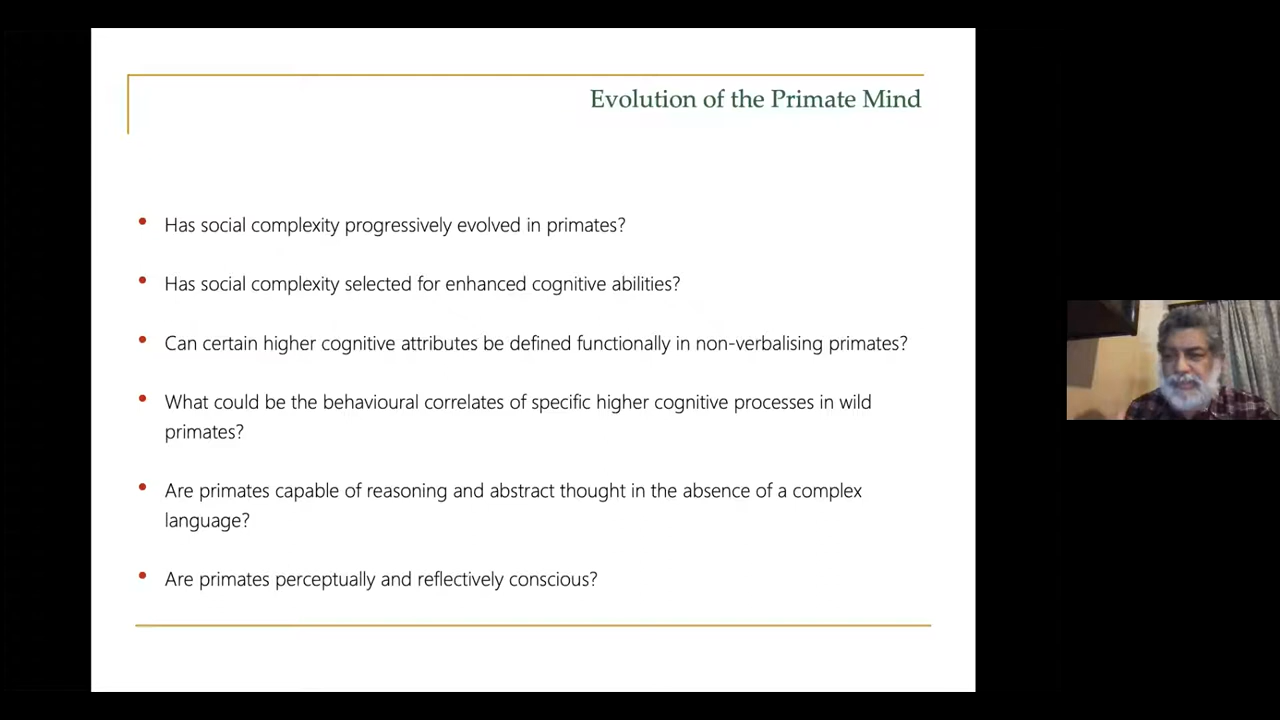 Evolution of the Primate Mind
• Has social complexity progressively evolved in primates?
• Has social complexity selected for enhanced cognitive abilities?
• Can certain higher cognitive attributes be defined functionally in non-verbalising primates?
• What could be the behavioural correlates of specific higher cognitive processes in wild
primates?
• Are primates capable of reasoning and abstract thought in the absence of a complex
language?
• Are primates perceptually and reflectively conscious?